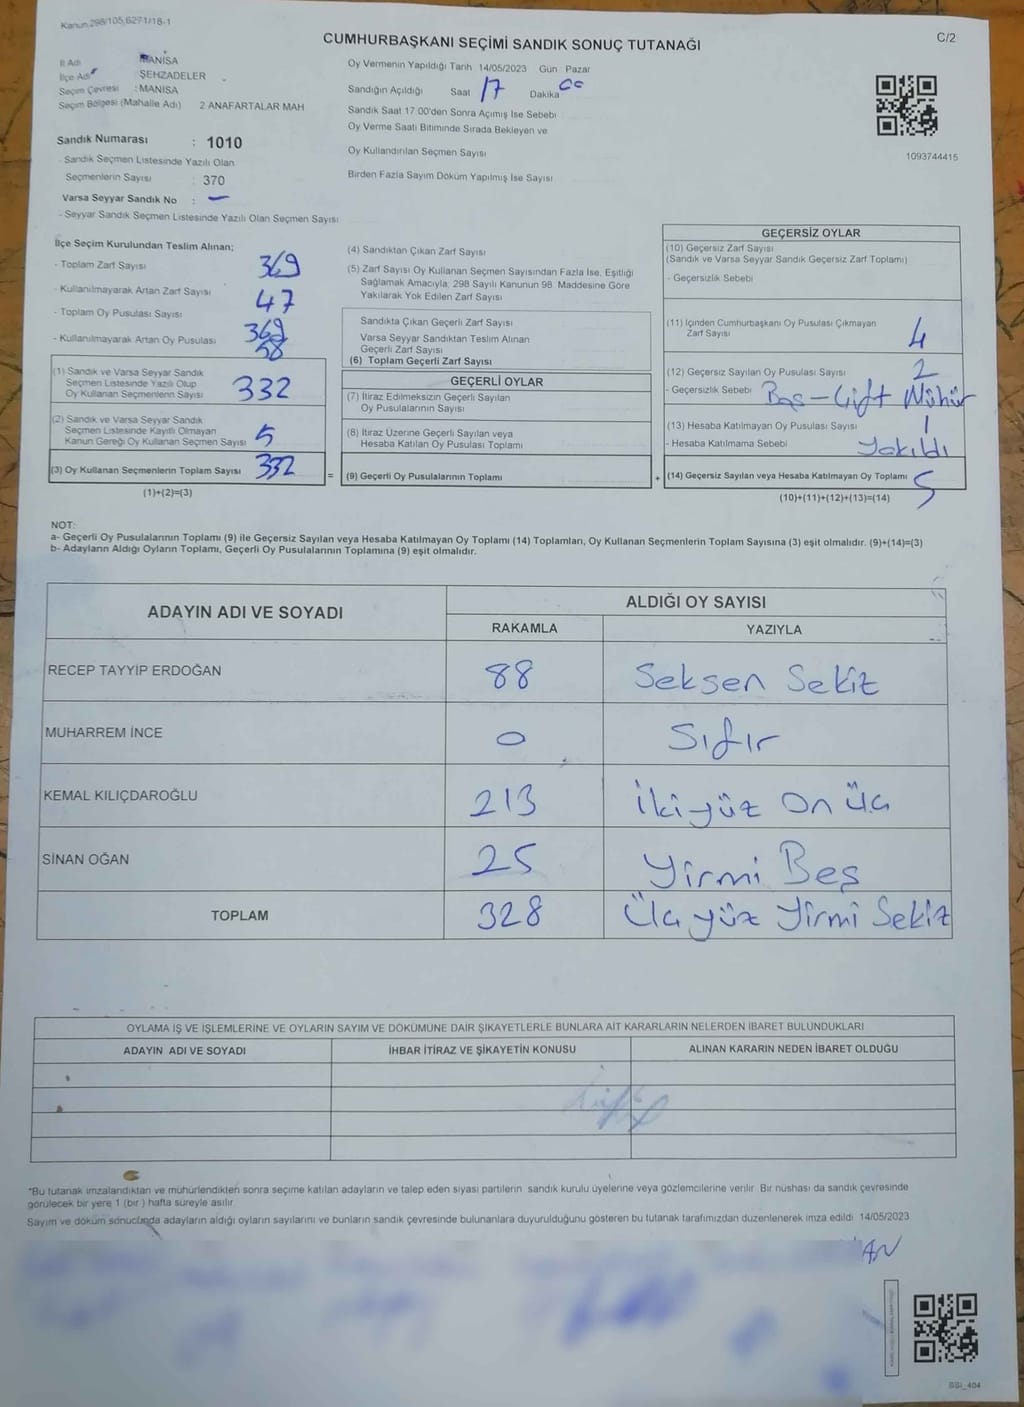 Kanun 298/105,6271/18-1
C/2
CUMHURBAŞKANI SEÇİMİ SANDIK SONUÇ TUTANAĞI
İl Adı : MANİSA
İlçe Adı : ŞEHZADELER
Seçim Çevresi : MANİSA
Seçim Bölgesi (Mahalle Adı) 2 ANAFARTALAR MAH
Sandık Numarası : 1010
- Sandık Seçmen Listesinde Yazılı Olan
Seçmenlerin Sayısı : 370
Varsa Seyyar Sandık No : -
- Seyyar Sandık Seçmen Listesinde Yazılı Olan Seçmen Sayısı
Oy Vermenin Yapıldığı Tarih 14/05/2023 Gün Pazar
Sandığın Açıldığı Saat 17 Dakika 00
Sandık Saat 17:00'den Sonra Açılmış İse Sebebi
Oy Verme Saati Bitiminde Sırada Bekleyen ve
Oy Kullandırılan Seçmen Sayısı
Birden Fazla Sayım Döküm Yapılmış İse Sayısı
1093744415
İlçe Seçim Kurulundan Teslim Alınan;
- Toplam Zarf Sayısı 369
- Kullanılmayarak Artan Zarf Sayısı 47
- Toplam Oy Pusulası Sayısı 369
- Kullanılmayarak Artan Oy Pusulası 38
(1) Sandık ve Varsa Seyyar Sandık
Seçmen Listesinde Yazılı Olup
Oy Kullanan Seçmenlerin Sayısı 332
(2) Sandık ve Varsa Seyyar Sandık
Seçmen Listesinde Kayıtlı Olmayan
Kanun Gereği Oy Kullanan Seçmen Sayısı 5
(3) Oy Kullanan Seçmenlerin Toplam Sayısı 332
(1)+(2)=(3)
=
(4) Sandıktan Çıkan Zarf Sayısı
(5) Zarf Sayısı Oy Kullanan Seçmen Sayısından Fazla İse, Eşitliği
Sağlamak Amacıyla; 298 Sayılı Kanunun 98. Maddesine Göre
Yakılarak Yok Edilen Zarf Sayısı
Sandıkta Çıkan Geçerli Zarf Sayısı
Varsa Seyyar Sandıktan Teslim Alınan
Geçerli Zarf Sayısı
(6) Toplam Geçerli Zarf Sayısı
GEÇERLİ OYLAR
(7) İtiraz Edilmeksizin Geçerli Sayılan
Oy Pusulalarının Sayısı
(8) İtiraz Üzerine Geçerli Sayılan veya
Hesaba Katılan Oy Pusulaları Toplamı
(9) Geçerli Oy Pusulalarının Toplamı
+
GEÇERSİZ OYLAR
(10) Geçersiz Zarf Sayısı
(Sandık ve Varsa Seyyar Sandık Geçersiz Zarf Toplamı)
- Geçersizlik Sebebi
(11) İçinden Cumhurbaşkanı Oy Pusulası Çıkmayan
Zarf Sayısı 4
(12) Geçersiz Sayılan Oy Pusulası Sayısı 2
- Geçersizlik Sebebi Boş - Çift Mühür
(13) Hesaba Katılmayan Oy Pusulası Sayısı 1
- Hesaba Katılmama Sebebi Yakıldı
(14) Geçersiz Sayılan veya Hesaba Katılmayan Oy Toplamı 5
(10)+(11)+(12)+(13)=(14)
NOT:
a- Geçerli Oy Pusulalarının Toplamı (9) ile Geçersiz Sayılan veya Hesaba Katılmayan Oy Toplamı (14) Toplamları, Oy Kullanan Seçmenlerin Toplam Sayısına (3) eşit olmalıdır. (9)+(14)=(3)
b- Adayların Aldığı Oyların Toplamı, Geçerli Oy Pusulalarının Toplamına (9) eşit olmalıdır.
ADAYIN ADI VE SOYADI ALDIĞI OY SAYISI
RAKAMLA YAZIYLA
RECEP TAYYİP ERDOĞAN 88 Seksen Sekiz
MUHARREM İNCE 0 Sıfır
KEMAL KILIÇDAROĞLU 213 İkiyüz On Üç
SİNAN OĞAN 25 Yirmi Beş
TOPLAM 328 Üçyüz Yirmi Sekiz
OYLAMA İŞ VE İŞLEMLERİNE VE OYLARIN SAYIM VE DÖKÜMÜNE DAİR ŞİKAYETLERLE BUNLARA AİT KARARLARIN NELERDEN İBARET BULUNDUKLARI
ADAYIN ADI VE SOYADI İHBAR İTİRAZ VE ŞİKAYETİN KONUSU ALINAN KARARIN NEDEN İBARET OLDUĞU
*Bu tutanak imzalandıktan ve mühürlendikten sonra seçime katılan adayların ve talep eden siyasi partilerin sandık kurulu üyelerine veya gözlemcilerine verilir. Bir nüshası da sandık çevresinde
görülecek bir yere 1 (bir) hafta süreyle asılır.
Sayım ve döküm sonucunda adayların aldığı oyların sayılarını ve bunların sandık çevresinde bulunanlara duyurulduğunu gösteren bu tutanak tarafımızdan düzenlenerek imza edildi 14/05/2023
AN
SSİ_404